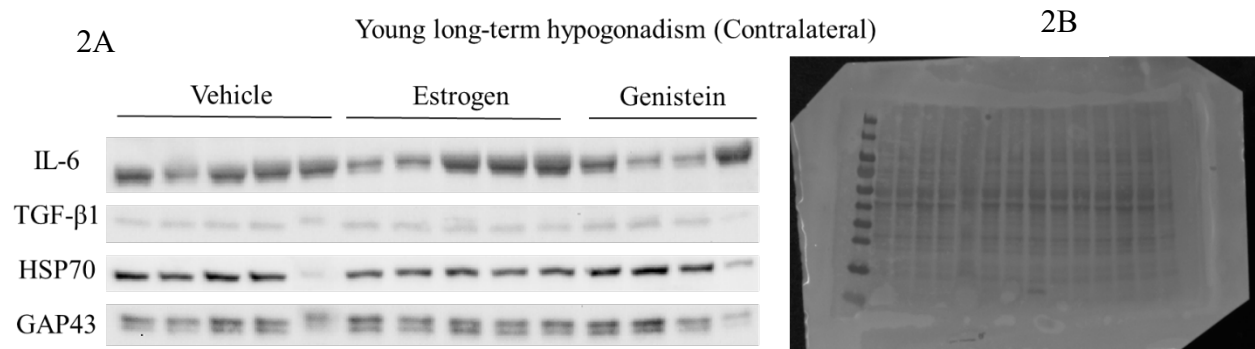 2A
Young long-term hypogonadism (Contralateral)
2B
Vehicle
Estrogen
Genistein
IL-6
TGF-β1
HSP70
GAP43